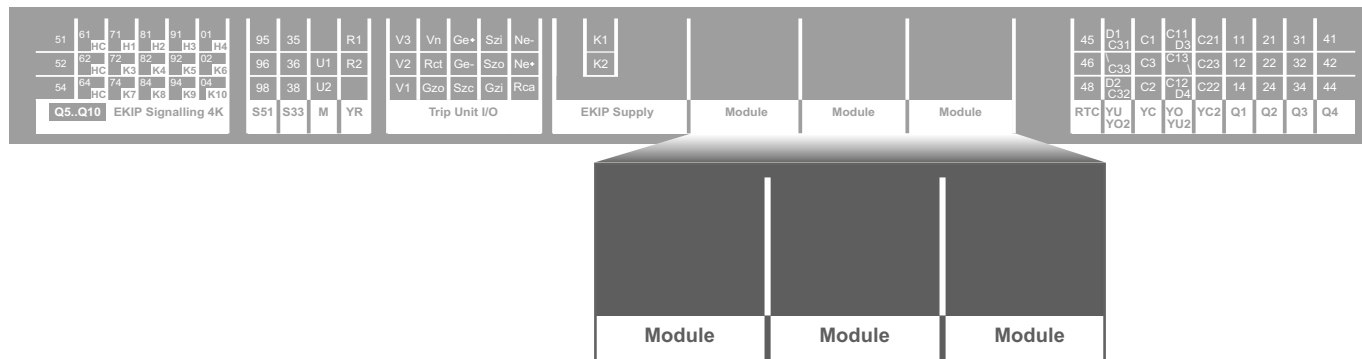 51 61 HC 71 H1 81 H2 91 H3 01 H4
52 62 HC 72 K3 82 K4 92 K5 02 K6
54 64 HC 74 K7 84 K8 94 K9 04 K10
Q5..Q10 EKIP Signalling 4K
95 35 R1
96 36 U1 R2
98 38 U2
S51 S33 M YR
V3 Vn Ge• Szi Ne-
V2 Rct Ge- Szo Ne•
V1 Gzo Szc Gzi Rca
Trip Unit I/O
K1
K2
EKIP Supply
Module Module Module
45 D1 C31 C1 C11 D3 C21 11 21 31 41
46 \ C33 C3 C13 \ C23 12 22 32 42
48 D2 C32 C2 C12 D4 C22 14 24 34 44
RTC YU YC YO YC2 Q1 Q2 Q3 Q4
YO2 YU2
Module Module Module